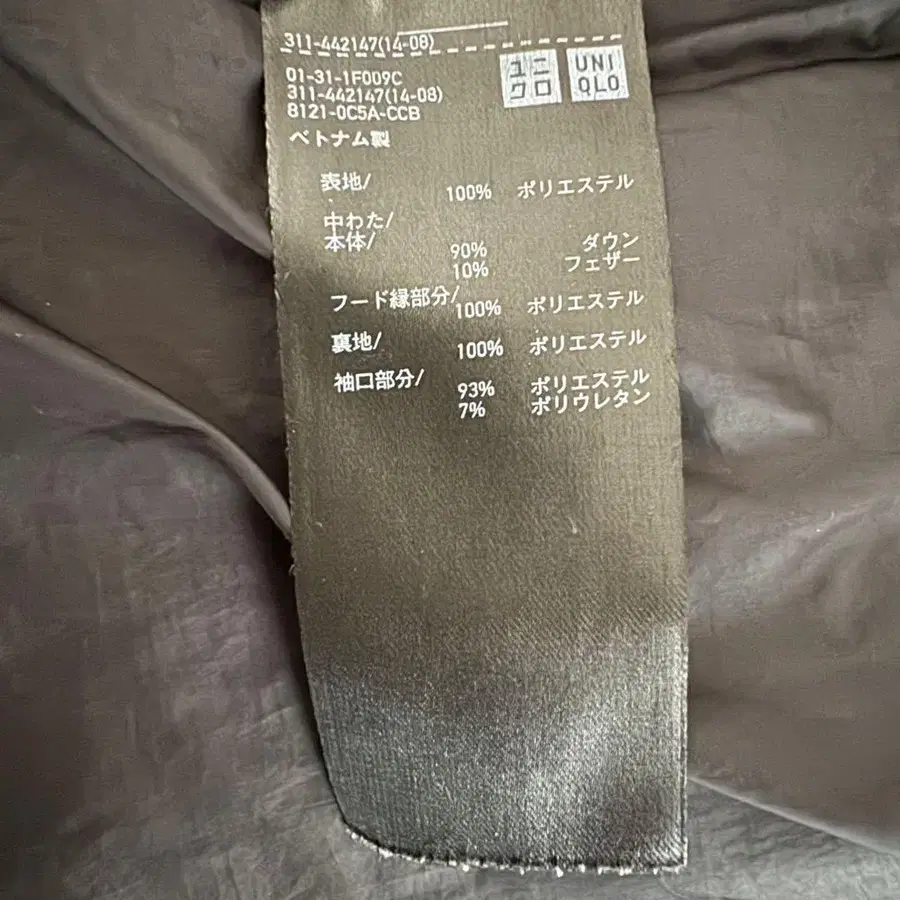 311-442147(14-08)
ユニ
クロ
UNI
QLO
01-31-1F009C
311-442147(14-08)
8121-0C5A-CCB
ベトナム製
表地/ 100% ポリエステル
中わた/
本体/ 90% ダウン
10% フェザー
フード縁部分/ 100% ポリエステル
裏地/ 100% ポリエステル
袖口部分/ 93% ポリエステル
7% ポリウレタン